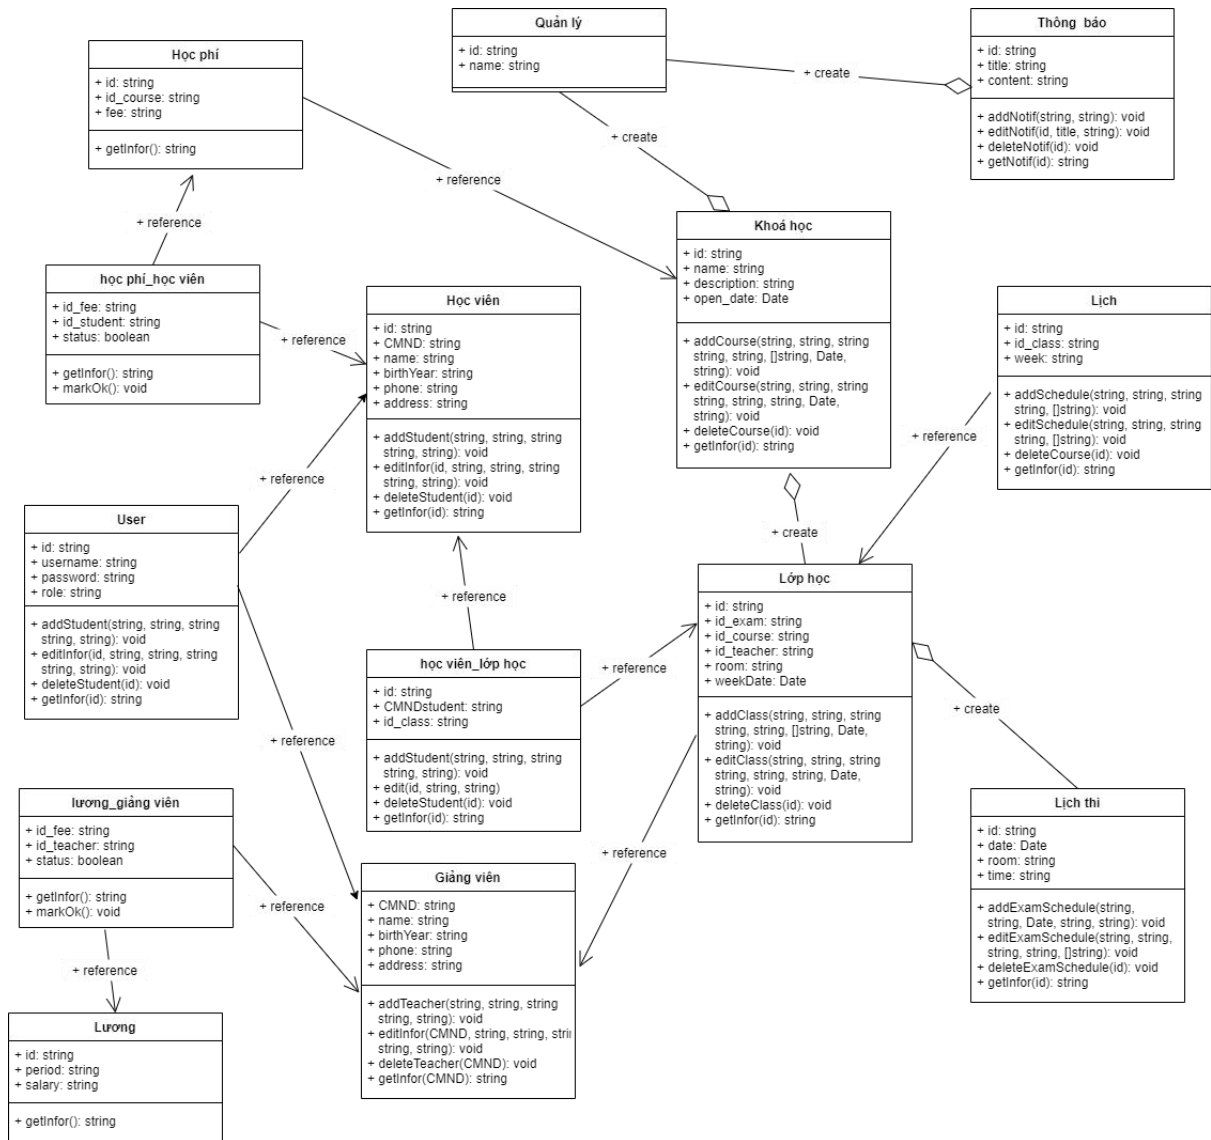 Quản lý
+ id: string
+ name: string
Thông báo
+ id: string
+ title: string
+ content: string
+ addNotif(string, string): void
+ editNotif(id, title, string): void
+ deleteNotif(id): void
+ getNotif(id): string
+ create
+ create
Học phí
+ id: string
+ id_course: string
+ fee: string
+ getInfor(): string
+ reference
+ reference
Khoá học
+ id: string
+ name: string
+ description: string
+ open_date: Date
+ addCourse(string, string, string
string, string, []string, Date,
string): void
+ editCourse(string, string, string
string, string, string, Date,
string): void
+ deleteCourse(id): void
+ getInfor(id): string
học phí_học viên
+ id_fee: string
+ id_student: string
+ status: boolean
+ getInfor(): string
+ markOk(): void
+ reference
Học viên
+ id: string
+ CMND: string
+ name: string
+ birthYear: string
+ phone: string
+ address: string
+ addStudent(string, string, string
string, string): void
+ editInfor(id, string, string, string
string, string): void
+ deleteStudent(id): void
+ getInfor(id): string
Lịch
+ id: string
+ id_class: string
+ week: string
+ addSchedule(string, string, string
string, []string): void
+ editSchedule(string, string, string
string, []string): void
+ deleteCourse(id): void
+ getInfor(id): string
+ reference
+ reference
+ create
User
+ id: string
+ username: string
+ password: string
+ role: string
+ addStudent(string, string, string
string, string): void
+ editInfor(id, string, string, string
string, string): void
+ deleteStudent(id): void
+ getInfor(id): string
+ reference
+ reference
học viên_lớp học
+ id: string
+ CMNDstudent: string
+ id_class: string
+ addStudent(string, string, string
string, string): void
+ edit(id, string, string)
+ deleteStudent(id): void
+ getInfor(id): string
+ reference
Lớp học
+ id: string
+ id_exam: string
+ id_course: string
+ id_teacher: string
+ room: string
+ weekDate: Date
+ addClass(string, string, string
string, string, []string, Date,
string): void
+ editClass(string, string, string
string, string, string, Date,
string): void
+ deleteClass(id): void
+ getInfor(id): string
+ create
+ reference
lương_giảng viên
+ id_fee: string
+ id_teacher: string
+ status: boolean
+ getInfor(): string
+ markOk(): void
+ reference
+ reference
Giảng viên
+ CMND: string
+ name: string
+ birthYear: string
+ phone: string
+ address: string
+ addTeacher(string, string, string
string, string): void
+ editInfor(CMND, string, string, strin
string, string): void
+ deleteTeacher(CMND): void
+ getInfor(CMND): string
Lịch thi
+ id: string
+ date: Date
+ room: string
+ time: string
+ addExamSchedule(string,
string, Date, string, string): void
+ editExamSchedule(string, string,
string, string, []string): void
+ deleteExamSchedule(id): void
+ getInfor(id): string
Lương
+ id: string
+ period: string
+ salary: string
+ getInfor(): string